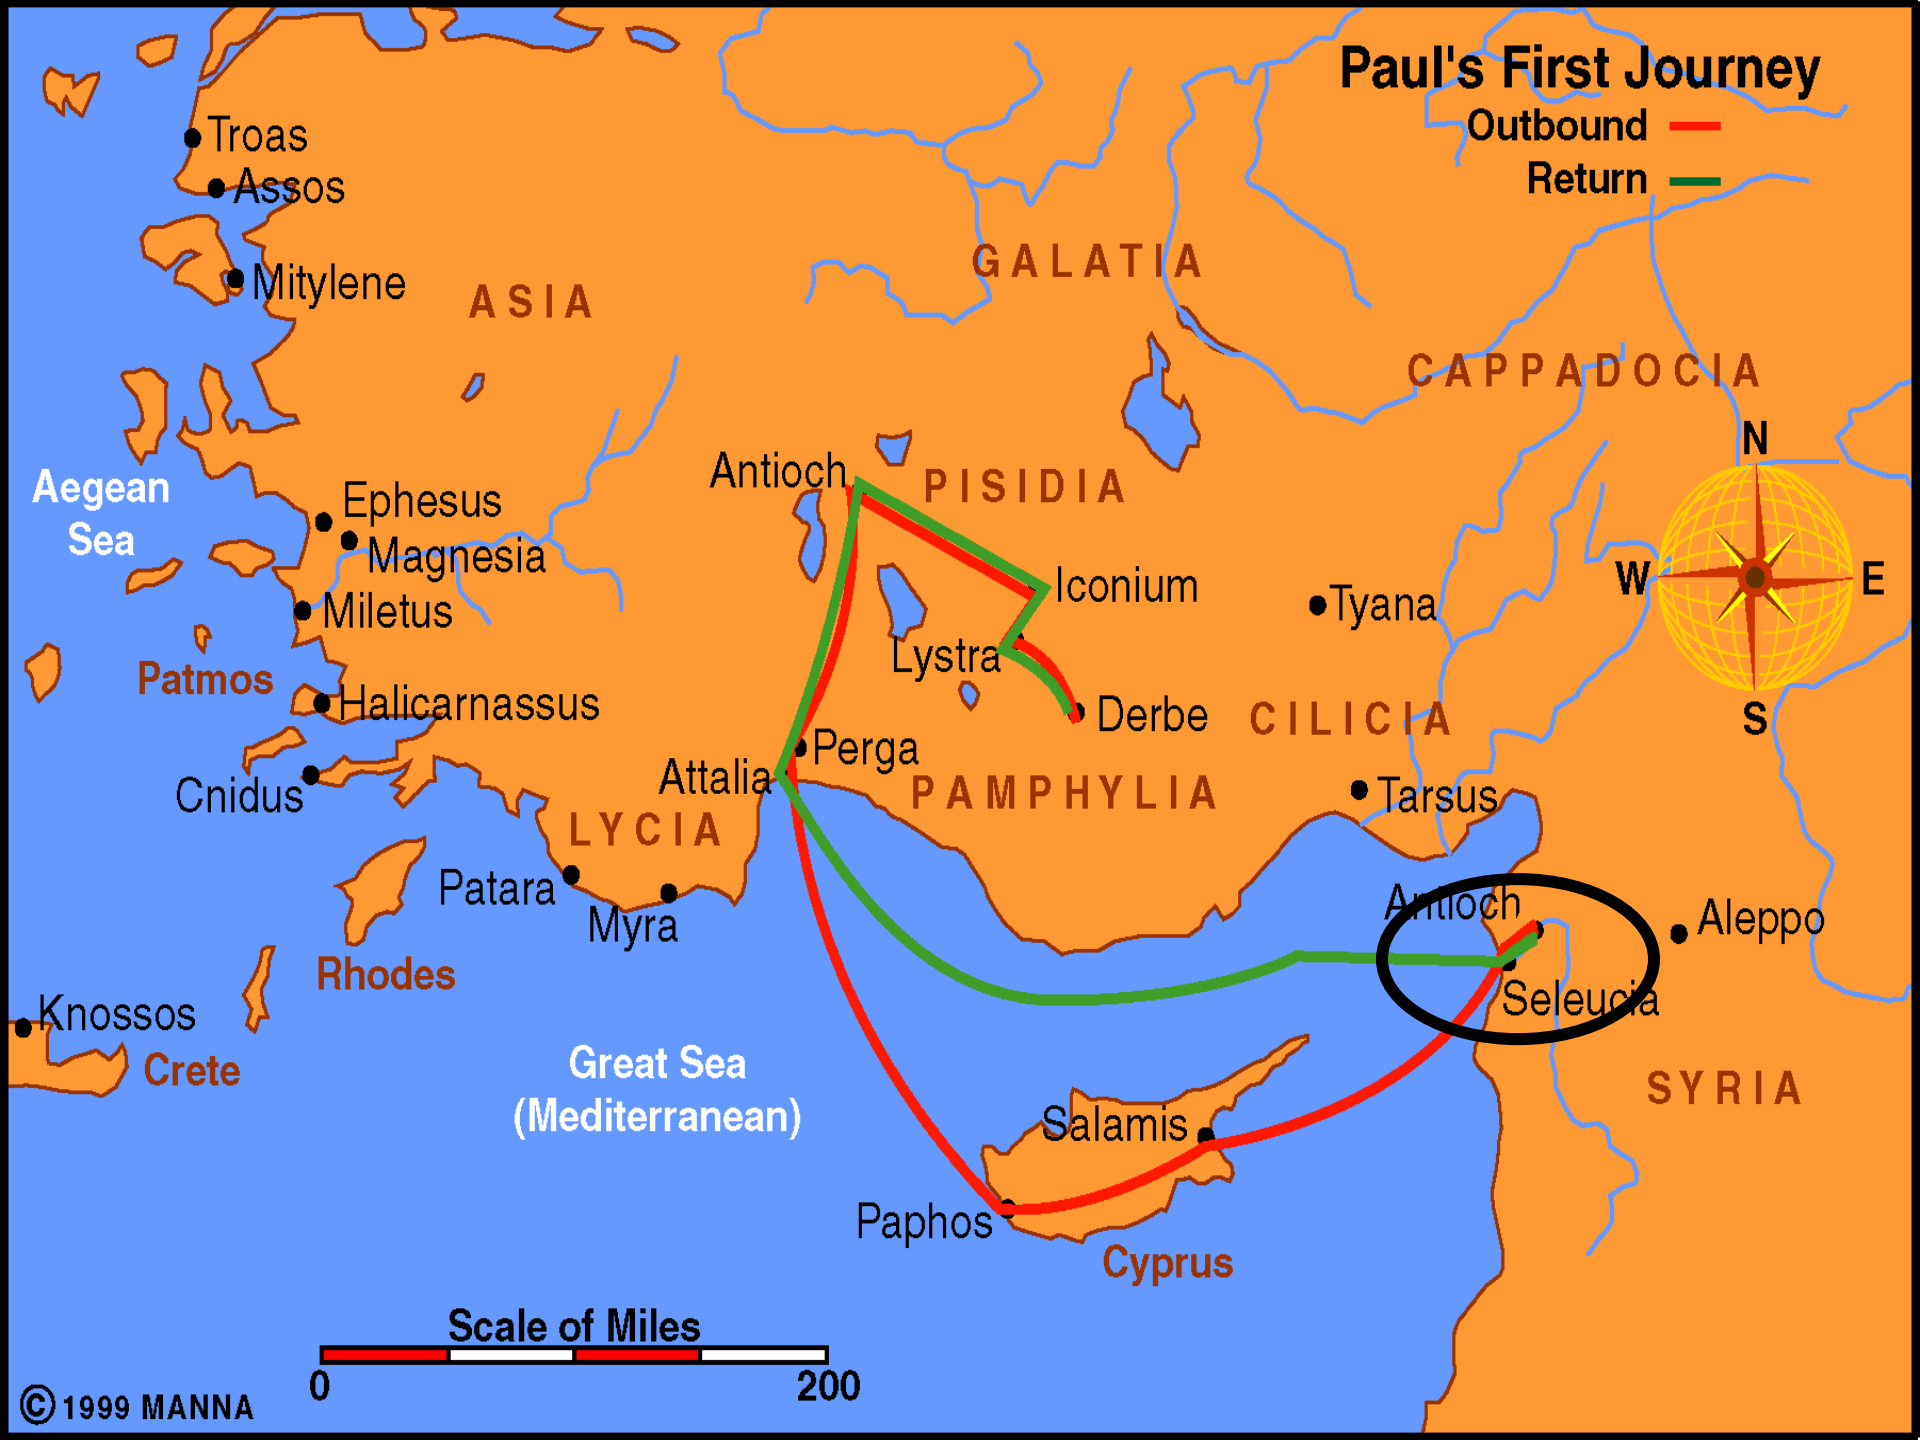 Paul's First Journey
Outbound
Return
Troas
Assos
Mitylene
ASIA
GALATIA
CAPPADOCIA
N
W
E
S
Aegean
Sea
Antioch
PISIDIA
Ephesus
Magnesia
Miletus
Iconium
Tyana
Patmos
Lystra
Halicarnassus
Derbe
CILICIA
Perga
Attalia
PAMPHYLIA
Tarsus
Cnidus
LYCIA
Patara
Myra
Antioch
Aleppo
Rhodes
Seleucia
Knossos
Crete
Great Sea
(Mediterranean)
SYRIA
Salamis
Paphos
Cyprus
Scale of Miles
0 200
© 1999 MANNA